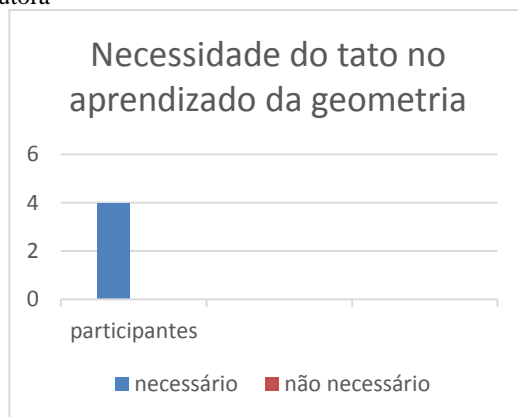 Necessidade do tato no
aprendizado da geometria
6
4
2
0
participantes
necessário não necessário